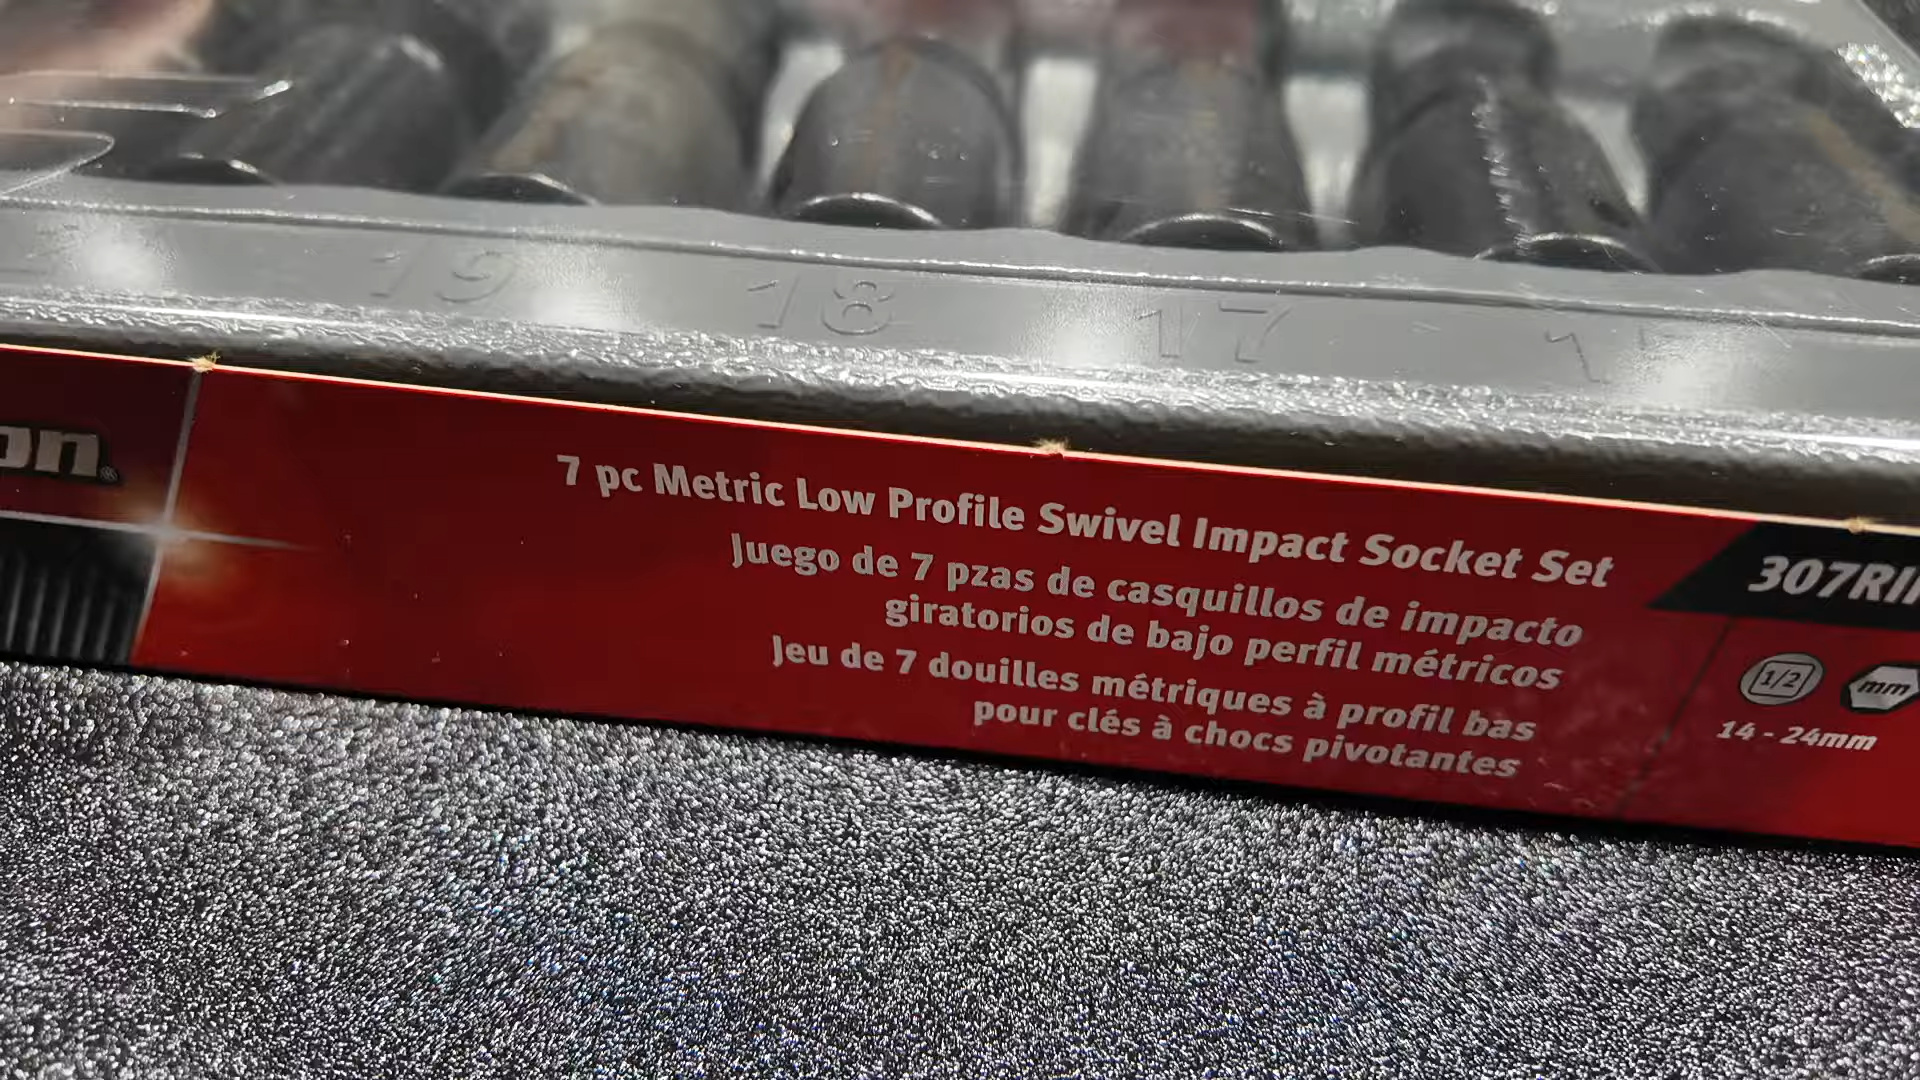 19 18 17
on®
7 pc Metric Low Profile Swivel Impact Socket Set
Juego de 7 pzas de casquillos de impacto
giratorios de bajo perfil métricos
Jeu de 7 douilles métriques à profil bas
pour clés à chocs pivotantes
307RI
1/2 mm
14 - 24mm